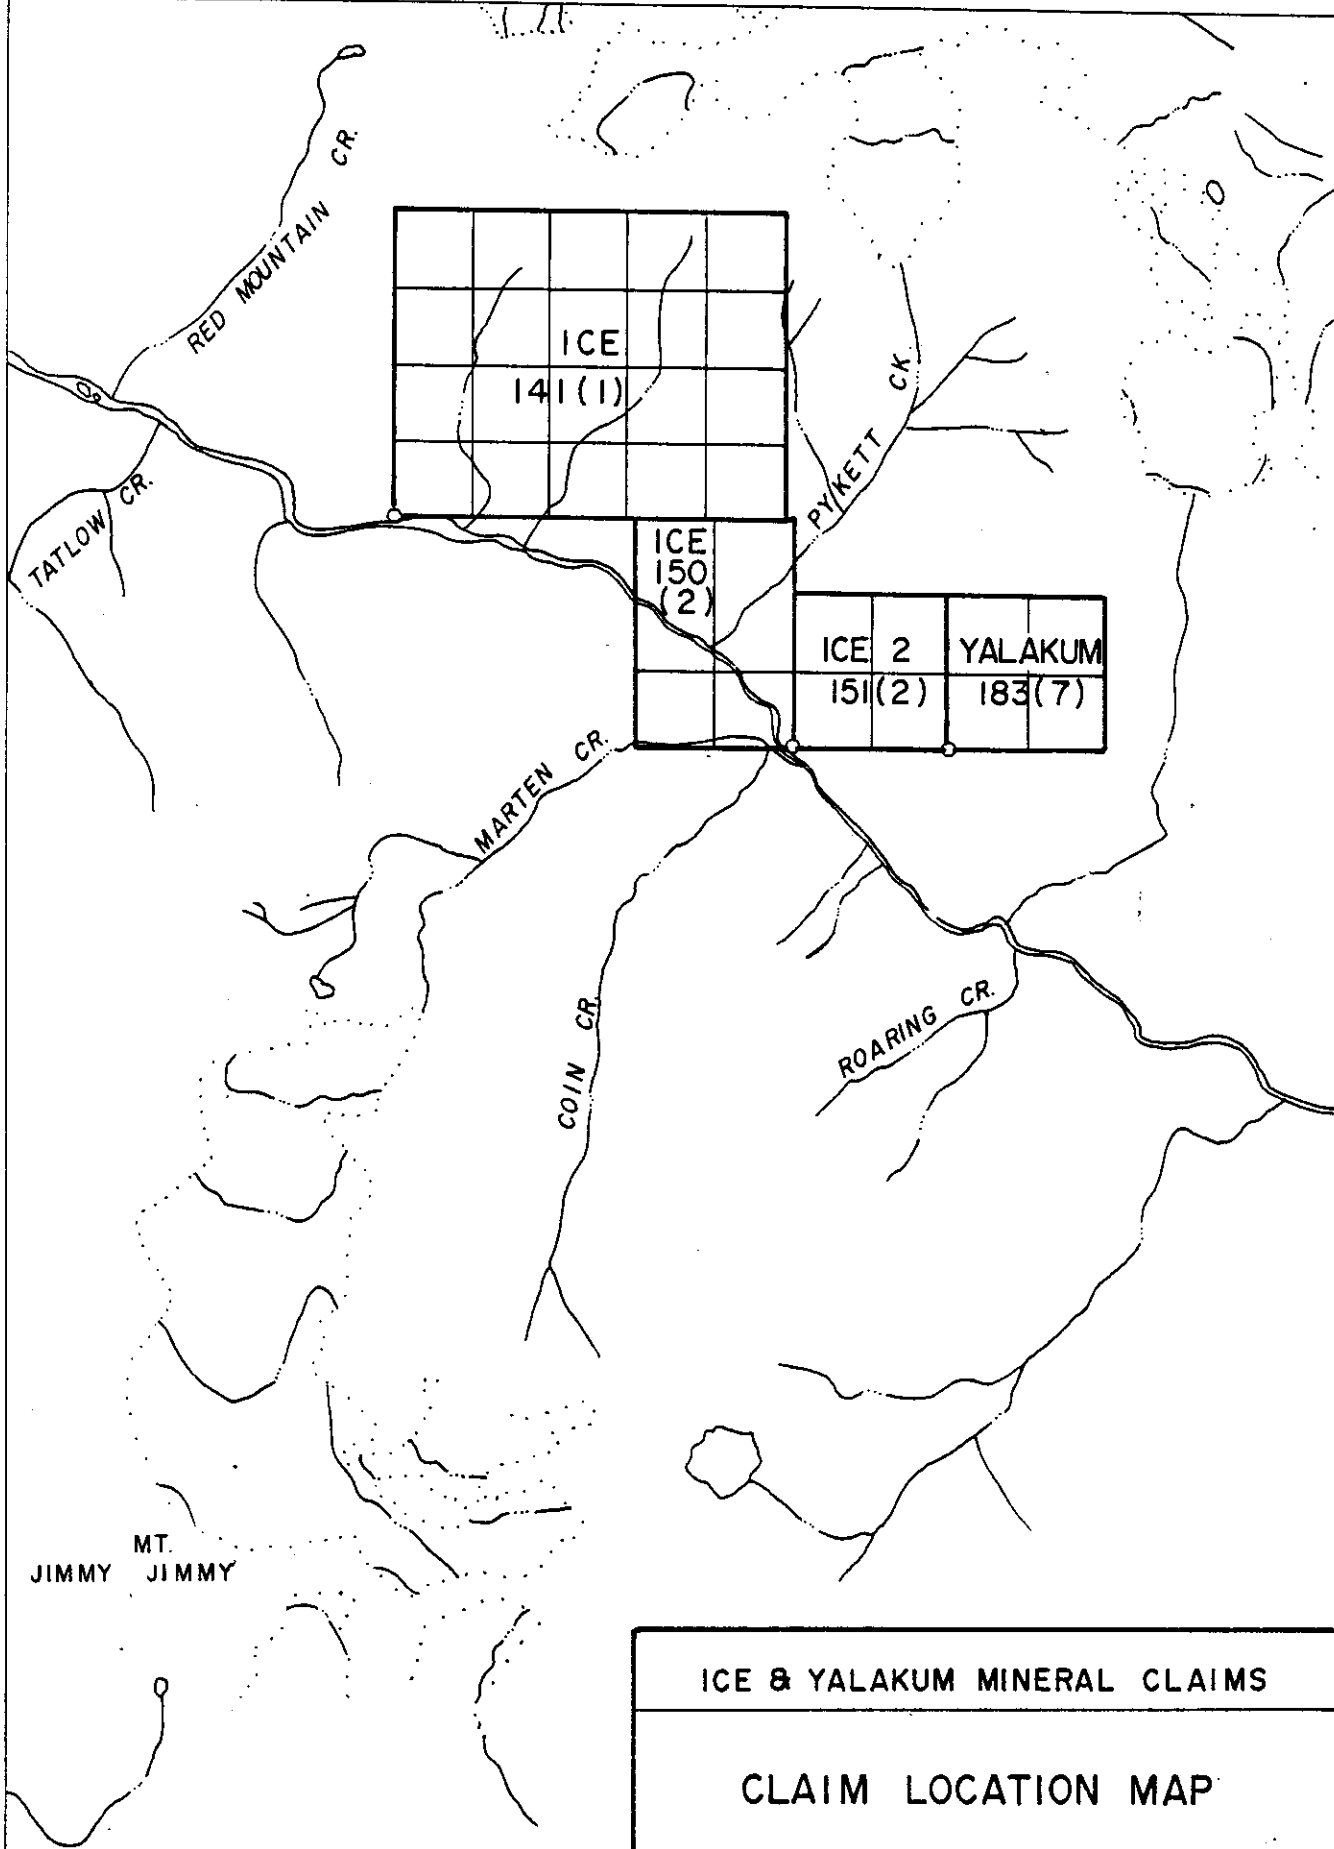 RED MOUNTAIN CR.
ICE
141(1)
PYKETT CK.
TATLOW CR.
ICE
150
(2)
ICE 2
151(2)
YALAKUM
183(7)
MARTEN CR.
COIN CR.
ROARING CR.
MT.
JIMMY JIMMY
ICE & YALAKUM MINERAL CLAIMS
CLAIM LOCATION MAP